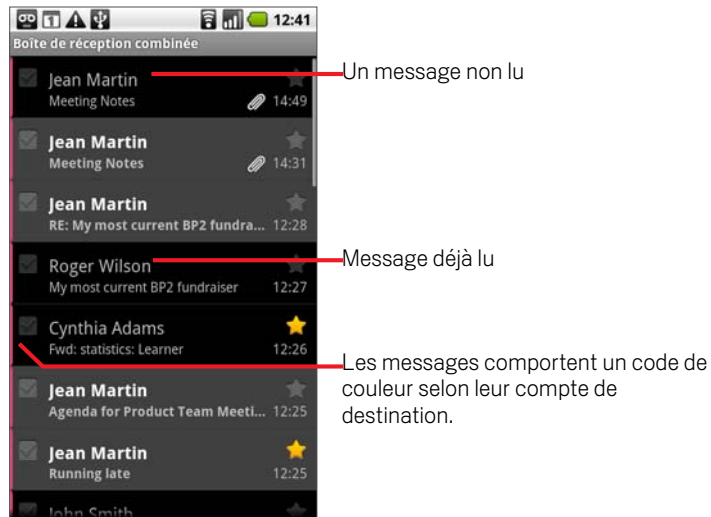 1 12:41
Boîte de réception combinée
Jean Martin
Meeting Notes 14:49
Un message non lu
Jean Martin
Meeting Notes 14:31
Jean Martin
RE: My most current BP2 fundra... 12:28
Roger Wilson
My most current BP2 fundraiser 12:27
Message déjà lu
Cynthia Adams
Fwd: statistics: Learner 12:26
Les messages comportent un code de
couleur selon leur compte de
destination.
Jean Martin
Agenda for Product Team Meeti... 12:25
Jean Martin
Running late 12:25
John Smith